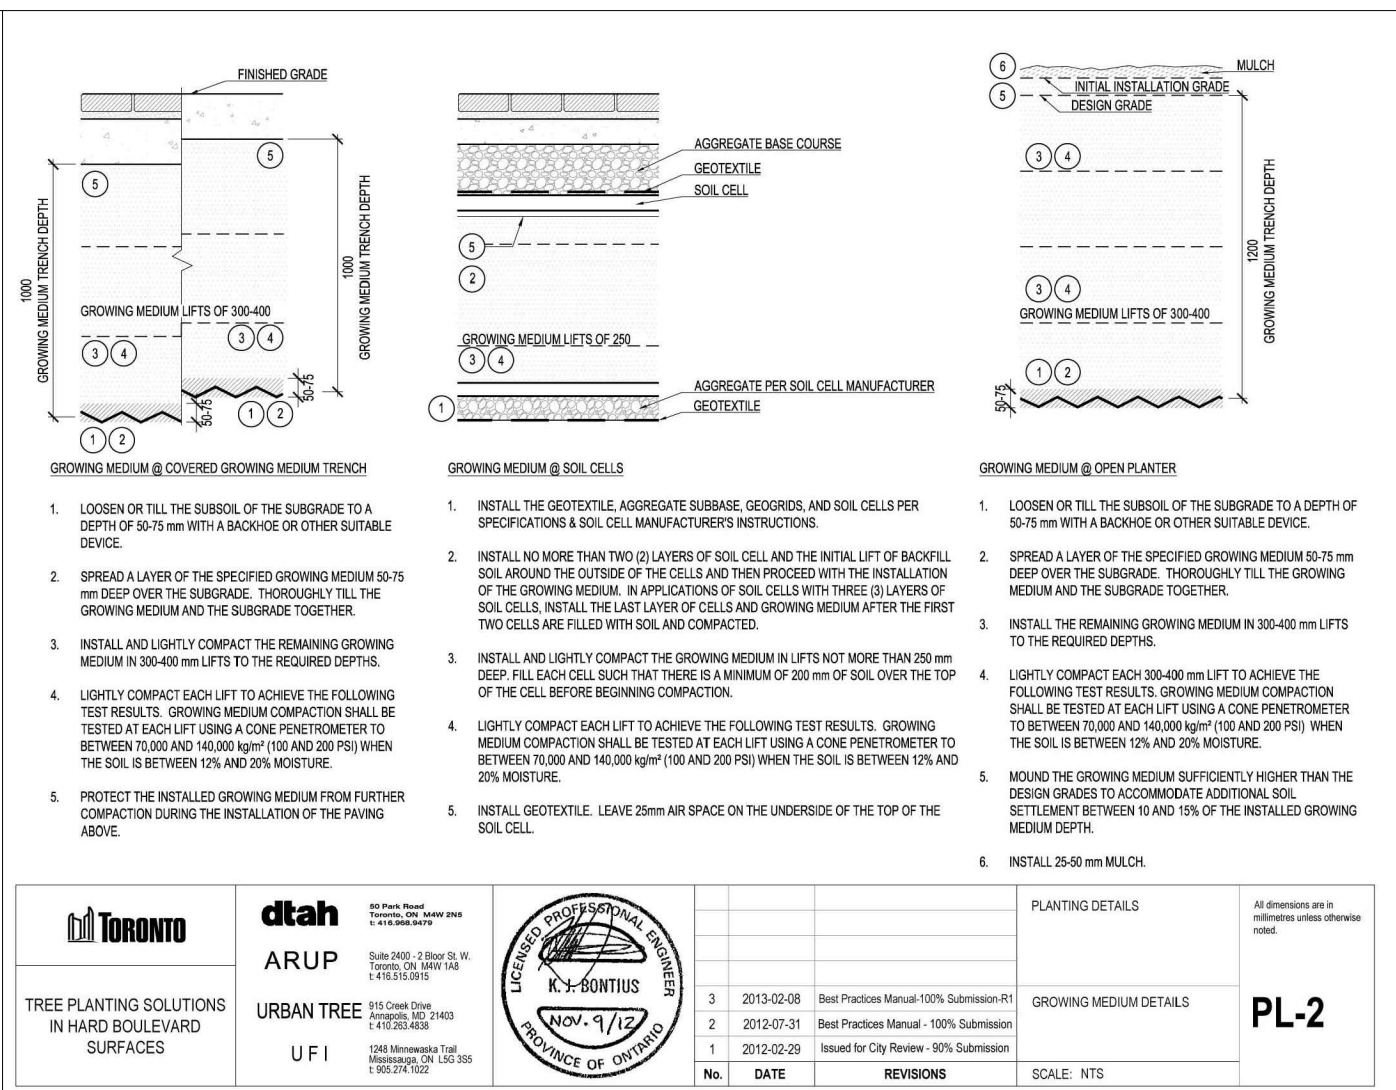 FINISHED GRADE
5
5
1000
GROWING MEDIUM TRENCH DEPTH
1000
GROWING MEDIUM TRENCH DEPTH
GROWING MEDIUM LIFTS OF 300-400
3 4
3 4
50-75
50-75
1 2
1 2
GROWING MEDIUM @ COVERED GROWING MEDIUM TRENCH
1. LOOSEN OR TILL THE SUBSOIL OF THE SUBGRADE TO A
DEPTH OF 50-75 mm WITH A BACKHOE OR OTHER SUITABLE
DEVICE.
2. SPREAD A LAYER OF THE SPECIFIED GROWING MEDIUM 50-75
mm DEEP OVER THE SUBGRADE. THOROUGHLY TILL THE
GROWING MEDIUM AND THE SUBGRADE TOGETHER.
3. INSTALL AND LIGHTLY COMPACT THE REMAINING GROWING
MEDIUM IN 300-400 mm LIFTS TO THE REQUIRED DEPTHS.
4. LIGHTLY COMPACT EACH LIFT TO ACHIEVE THE FOLLOWING
TEST RESULTS. GROWING MEDIUM COMPACTION SHALL BE
TESTED AT EACH LIFT USING A CONE PENETROMETER TO
BETWEEN 70,000 AND 140,000 kg/m² (100 AND 200 PSI) WHEN
THE SOIL IS BETWEEN 12% AND 20% MOISTURE.
5. PROTECT THE INSTALLED GROWING MEDIUM FROM FURTHER
COMPACTION DURING THE INSTALLATION OF THE PAVING
ABOVE.
AGGREGATE BASE COURSE
GEOTEXTILE
SOIL CELL
5
2
GROWING MEDIUM LIFTS OF 250
3 4
AGGREGATE PER SOIL CELL MANUFACTURER
1
GEOTEXTILE
GROWING MEDIUM @ SOIL CELLS
1. INSTALL THE GEOTEXTILE, AGGREGATE SUBBASE, GEOGRIDS, AND SOIL CELLS PER
SPECIFICATIONS & SOIL CELL MANUFACTURER'S INSTRUCTIONS.
2. INSTALL NO MORE THAN TWO (2) LAYERS OF SOIL CELL AND THE INITIAL LIFT OF BACKFILL
SOIL AROUND THE OUTSIDE OF THE CELLS AND THEN PROCEED WITH THE INSTALLATION
OF THE GROWING MEDIUM. IN APPLICATIONS OF SOIL CELLS WITH THREE (3) LAYERS OF
SOIL CELLS, INSTALL THE LAST LAYER OF CELLS AND GROWING MEDIUM AFTER THE FIRST
TWO CELLS ARE FILLED WITH SOIL AND COMPACTED.
3. INSTALL AND LIGHTLY COMPACT THE GROWING MEDIUM IN LIFTS NOT MORE THAN 250 mm
DEEP. FILL EACH CELL SUCH THAT THERE IS A MINIMUM OF 200 mm OF SOIL OVER THE TOP
OF THE CELL BEFORE BEGINNING COMPACTION.
4. LIGHTLY COMPACT EACH LIFT TO ACHIEVE THE FOLLOWING TEST RESULTS. GROWING
MEDIUM COMPACTION SHALL BE TESTED AT EACH LIFT USING A CONE PENETROMETER TO
BETWEEN 70,000 AND 140,000 kg/m² (100 AND 200 PSI) WHEN THE SOIL IS BETWEEN 12% AND
20% MOISTURE.
5. INSTALL GEOTEXTILE. LEAVE 25mm AIR SPACE ON THE UNDERSIDE OF THE TOP OF THE
SOIL CELL.
6
MULCH
INITIAL INSTALLATION GRADE
5
DESIGN GRADE
3 4
1200
GROWING MEDIUM TRENCH DEPTH
3 4
GROWING MEDIUM LIFTS OF 300-400
1 2
50-75
GROWING MEDIUM @ OPEN PLANTER
1. LOOSEN OR TILL THE SUBSOIL OF THE SUBGRADE TO A DEPTH OF
50-75 mm WITH A BACKHOE OR OTHER SUITABLE DEVICE.
2. SPREAD A LAYER OF THE SPECIFIED GROWING MEDIUM 50-75 mm
DEEP OVER THE SUBGRADE. THOROUGHLY TILL THE GROWING
MEDIUM AND THE SUBGRADE TOGETHER.
3. INSTALL THE REMAINING GROWING MEDIUM IN 300-400 mm LIFTS
TO THE REQUIRED DEPTHS.
4. LIGHTLY COMPACT EACH 300-400 mm LIFT TO ACHIEVE THE
FOLLOWING TEST RESULTS. GROWING MEDIUM COMPACTION
SHALL BE TESTED AT EACH LIFT USING A CONE PENETROMETER
TO BETWEEN 70,000 AND 140,000 kg/m² (100 AND 200 PSI) WHEN
THE SOIL IS BETWEEN 12% AND 20% MOISTURE.
5. MOUND THE GROWING MEDIUM SUFFICIENTLY HIGHER THAN THE
DESIGN GRADES TO ACCOMMODATE ADDITIONAL SOIL
SETTLEMENT BETWEEN 10 AND 15% OF THE INSTALLED GROWING
MEDIUM DEPTH.
6. INSTALL 25-50 mm MULCH.
TORONTO
TREE PLANTING SOLUTIONS
IN HARD BOULEVARD
SURFACES
dtah
50 Park Road
Toronto, ON M4W 2N5
t: 416.968.9479
ARUP
Suite 2400 - 2 Bloor St. W.
Toronto, ON M4W 1A8
t: 416.515.0915
URBAN TREE
915 Creek Drive
Annapolis, MD 21403
t: 410.263.4838
UFI
1248 Minnewaska Trail
Mississauga, ON L5G 3S5
t: 905.274.1022
LICENSED PROFESSIONAL ENGINEER
K. J. BONTIUS
NOV. 9/12
PROVINCE OF ONTARIO
3 2013-02-08 Best Practices Manual-100% Submission-R1
2 2012-07-31 Best Practices Manual - 100% Submission
1 2012-02-29 Issued for City Review - 90% Submission
No. DATE REVISIONS
PLANTING DETAILS
GROWING MEDIUM DETAILS
SCALE: NTS
All dimensions are in
millimetres unless otherwise
noted.
PL-2